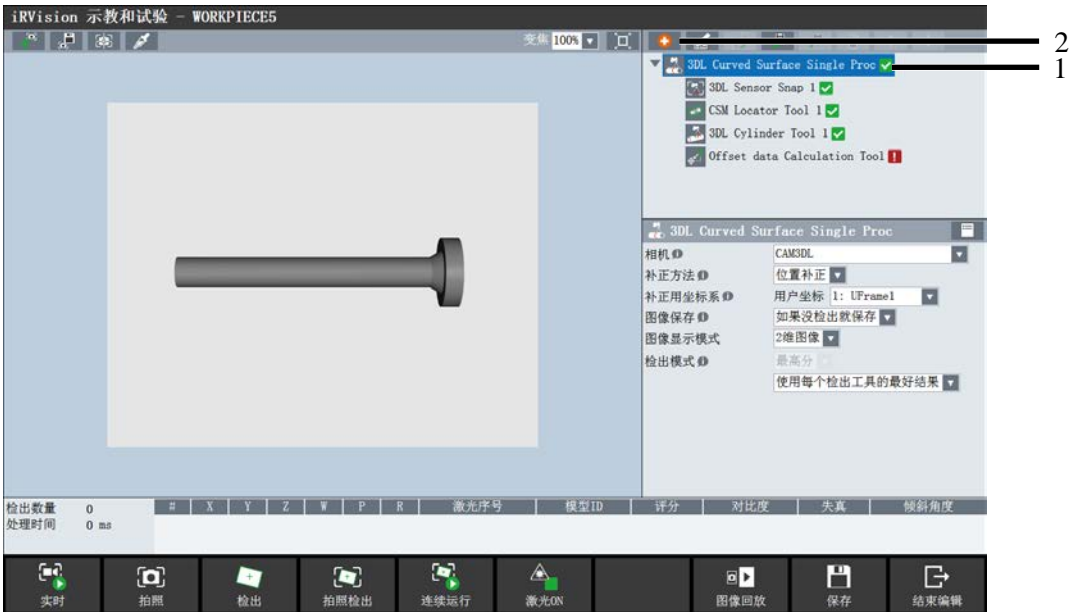 iRVision 示教和试验 - WORKPIECE5
变焦 100%
2
3DL Curved Surface Single Proc
1
3DL Sensor Snap 1
CSM Locator Tool 1
3DL Cylinder Tool 1
Offset data Calculation Tool
3DL Curved Surface Single Proc
相机 CAM3DL
补正方法 位置补正
补正用坐标系 用户坐标 1: UFrame1
图像保存 如果没检出就保存
图像显示模式 2维图像
检出模式 最高分
使用每个检出工具的最好结果
检出数量 0
处理时间 0 ms
# X Y Z W P R 激光序号 模型ID 评分 对比度 失真 倾斜角度
实时 拍照 检出 拍照检出 连续运行 激光ON 图像回放 保存 结束编辑